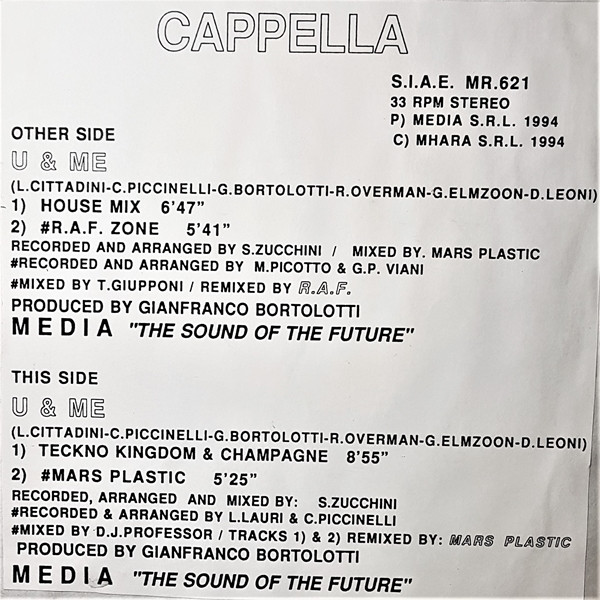 CAPPELLA
S.I.A.E. MR.621
33 RPM STEREO
P) MEDIA S.R.L. 1994
C) MHARA S.R.L. 1994
OTHER SIDE
U & ME
(L.CITTADINI-C.PICCINELLI-G.BORTOLOTTI-R.OVERMAN-G.ELMZOON-D.LEONI)
1) HOUSE MIX 6'47”
2) #R.A.F. ZONE 5'41”
RECORDED AND ARRANGED BY S.ZUCCHINI / MIXED BY. MARS PLASTIC
#RECORDED AND ARRANGED BY M.PICOTTO & G.P. VIANI
#MIXED BY T.GIUPPONI / REMIXED BY R.A.F.
PRODUCED BY GIANFRANCO BORTOLOTTI
MEDIA "THE SOUND OF THE FUTURE"
THIS SIDE
U & ME
(L.CITTADINI-C.PICCINELLI-G.BORTOLOTTI-R.OVERMAN-G.ELMZOON-D.LEONI)
1) TECKNO KINGDOM & CHAMPAGNE 8'55”
2) #MARS PLASTIC 5'25”
RECORDED, ARRANGED AND MIXED BY: S.ZUCCHINI
#RECORDED & ARRANGED BY L.LAURI & C.PICCINELLI
#MIXED BY D.J.PROFESSOR / TRACKS 1) & 2) REMIXED BY: MARS PLASTIC
PRODUCED BY GIANFRANCO BORTOLOTTI
MEDIA "THE SOUND OF THE FUTURE"